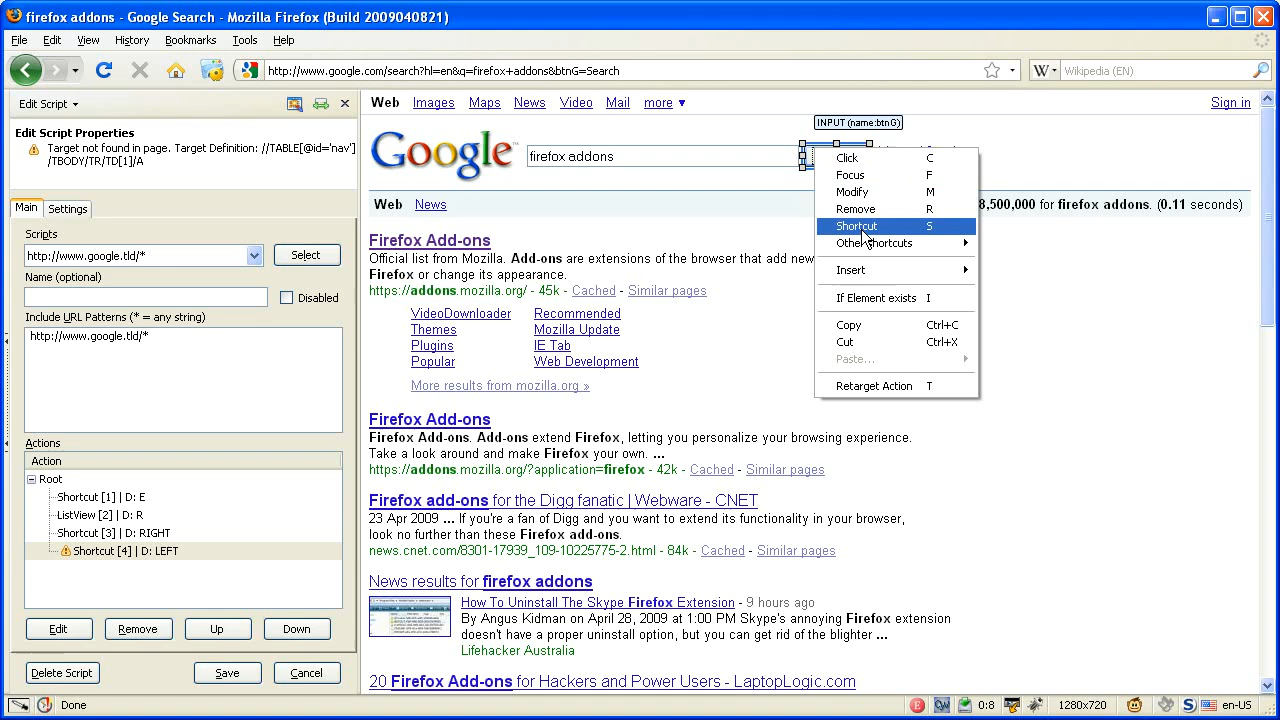 firefox addons - Google Search - Mozilla Firefox (Build 2009040821)
File Edit View History Bookmarks Tools Help
http://www.google.com/search?hl=en&q=firefox+addons&btnG=Search
W Wikipedia (EN)
Edit Script
Edit Script Properties
Target not found in page. Target Definition: //TABLE[@id='nav']
/TBODY/TR/TD[1]/A
Main Settings
Scripts
http://www.google.tld/*
Select
Name (optional)
Disabled
Include URL Patterns (* = any string)
http://www.google.tld/*
Actions
Action
Root
Shortcut [1] | D: E
ListView [2] | D: R
Shortcut [3] | D: RIGHT
Shortcut [4] | D: LEFT
Edit Remove Up Down
Delete Script Save Cancel
Web Images Maps News Video Mail more ▼ Sign in
INPUT (name:btnG)
Google™
firefox addons
Web News
8,500,000 for firefox addons. (0.11 seconds)
Click C
Focus F
Modify M
Remove R
Shortcut S
Other Shortcuts
Insert
If Element exists I
Copy Ctrl+C
Cut Ctrl+X
Paste...
Retarget Action T
Firefox Add-ons
Official list from Mozilla. Add-ons are extensions of the browser that add new
Firefox or change its appearance.
https://addons.mozilla.org/ - 45k - Cached - Similar pages
VideoDownloader Recommended
Themes Mozilla Update
Plugins IE Tab
Popular Web Development
More results from mozilla.org »
Firefox Add-ons
Firefox Add-ons. Add-ons extend Firefox, letting you personalize your browsing experience.
Take a look around and make Firefox your own. ...
https://addons.mozilla.org/?application=firefox - 42k - Cached - Similar pages
Firefox add-ons for the Digg fanatic | Webware - CNET
23 Apr 2009 ... If you're a fan of Digg and you want to extend its functionality in your browser,
look no further than these Firefox add-ons.
news.cnet.com/8301-17939_109-10225775-2.html - 84k - Cached - Similar pages
News results for firefox addons
How To Uninstall The Skype Firefox Extension - 9 hours ago
By Angus Kidman April 28, 2009 at PM Skype's annoying Firefox extension
doesn't have a proper uninstall option, but you can get rid of the blighter ...
Lifehacker Australia
20 Firefox Add-ons for Hackers and Power Users - LaptopLogic.com
Done
0:8
1280x720
en-US